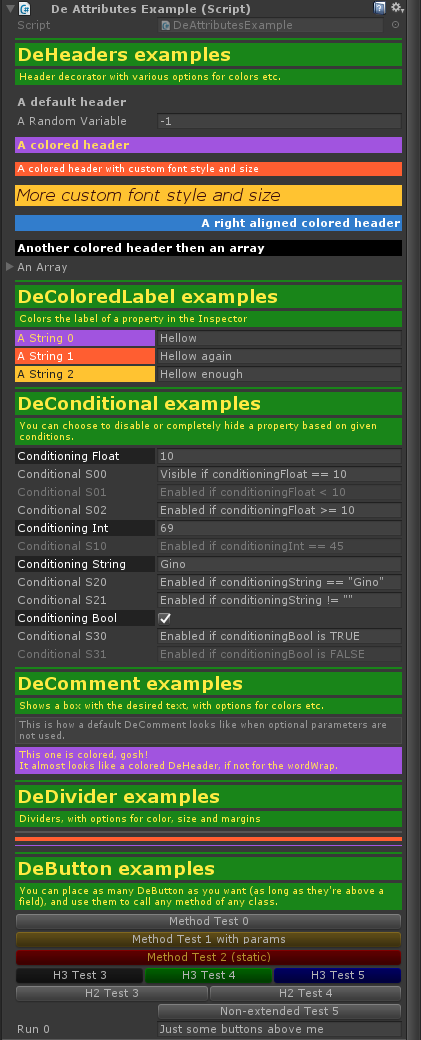 De Attributes Example (Script)
Script DeAttributesExample
DeHeaders examples
Header decorator with various options for colors etc.
A default header
A Random Variable -1
A colored header
A colored header with custom font style and size
More custom font style and size
A right aligned colored header
Another colored header then an array
An Array
DeColoredLabel examples
Colors the label of a property in the Inspector
A String 0 Hellow
A String 1 Hellow again
A String 2 Hellow enough
DeConditional examples
You can choose to disable or completely hide a property based on given
conditions.
Conditioning Float 10
Conditional S00 Visible if conditioningFloat == 10
Conditional S01 Enabled if conditioningFloat < 10
Conditional S02 Enabled if conditioningFloat >= 10
Conditioning Int 69
Conditional S10 Enabled if conditioningInt == 45
Conditioning String Gino
Conditional S20 Enabled if conditioningString == "Gino"
Conditional S21 Enabled if conditioningString != ""
Conditioning Bool
Conditional S30 Enabled if conditioningBool is TRUE
Conditional S31 Enabled if conditioningBool is FALSE
DeComment examples
Shows a box with the desired text, with options for colors etc.
This is how a default DeComment looks like when optional parameters are
not used.
This one is colored, gosh!
It almost looks like a colored DeHeader, if not for the wordWrap.
DeDivider examples
Dividers, with options for color, size and margins
DeButton examples
You can place as many DeButton as you want (as long as they're above a
field), and use them to call any method of any class.
Method Test 0
Method Test 1 with params
Method Test 2 (static)
H3 Test 3 H3 Test 4 H3 Test 5
H2 Test 3 H2 Test 4
Non-extended Test 5
Run 0 Just some buttons above me